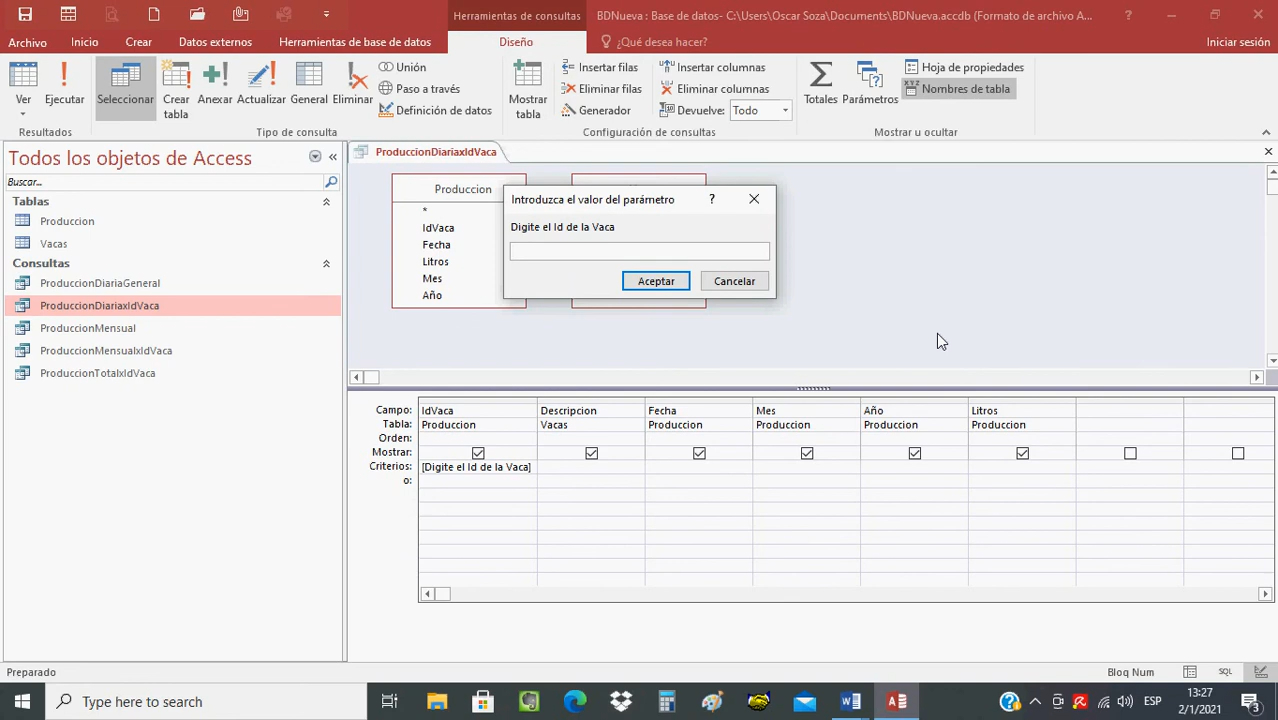 Herramientas de consultas
BDNueva : Base de datos- C:\Users\Oscar Soza\Documents\BDNueva.accdb (Formato de archivo A...
?
Archivo Inicio Crear Datos externos Herramientas de base de datos Diseño ¿Qué desea hacer? Iniciar sesión
Ver
Ejecutar
Resultados
Seleccionar
Crear tabla
Anexar
Actualizar
General
Eliminar
Unión
Paso a través
Definición de datos
Tipo de consulta
Mostrar tabla
Insertar filas
Eliminar filas
Generador
Insertar columnas
Eliminar columnas
Devuelve: Todo
Configuración de consultas
Totales
Parámetros
Hoja de propiedades
XYZ Nombres de tabla
Mostrar u ocultar
Todos los objetos de Access
Buscar...
Tablas
Produccion
Vacas
Consultas
ProduccionDiariaGeneral
ProduccionDiariaxIdVaca
ProduccionMensual
ProduccionMensualxIdVaca
ProduccionTotalxIdVaca
ProduccionDiariaxIdVaca
Produccion
*
IdVaca
Fecha
Litros
Mes
Año
Introduzca el valor del parámetro ?
Digite el Id de la Vaca
Aceptar Cancelar
Campo: IdVaca Descripcion Fecha Mes Año Litros
Tabla: Produccion Vacas Produccion Produccion Produccion Produccion
Orden:
Mostrar:
Criterios: [Digite el Id de la Vaca]
o:
Preparado
Bloq Num
SQL
Type here to search
ESP
13:27
2/1/2021
3